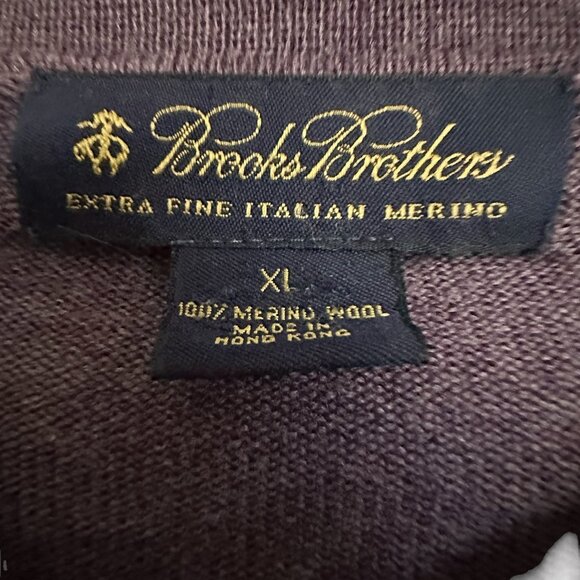 Brooks Brothers
EXTRA FINE ITALIAN MERINO
XL
100% MERINO WOOL
MADE IN
HONG KONG